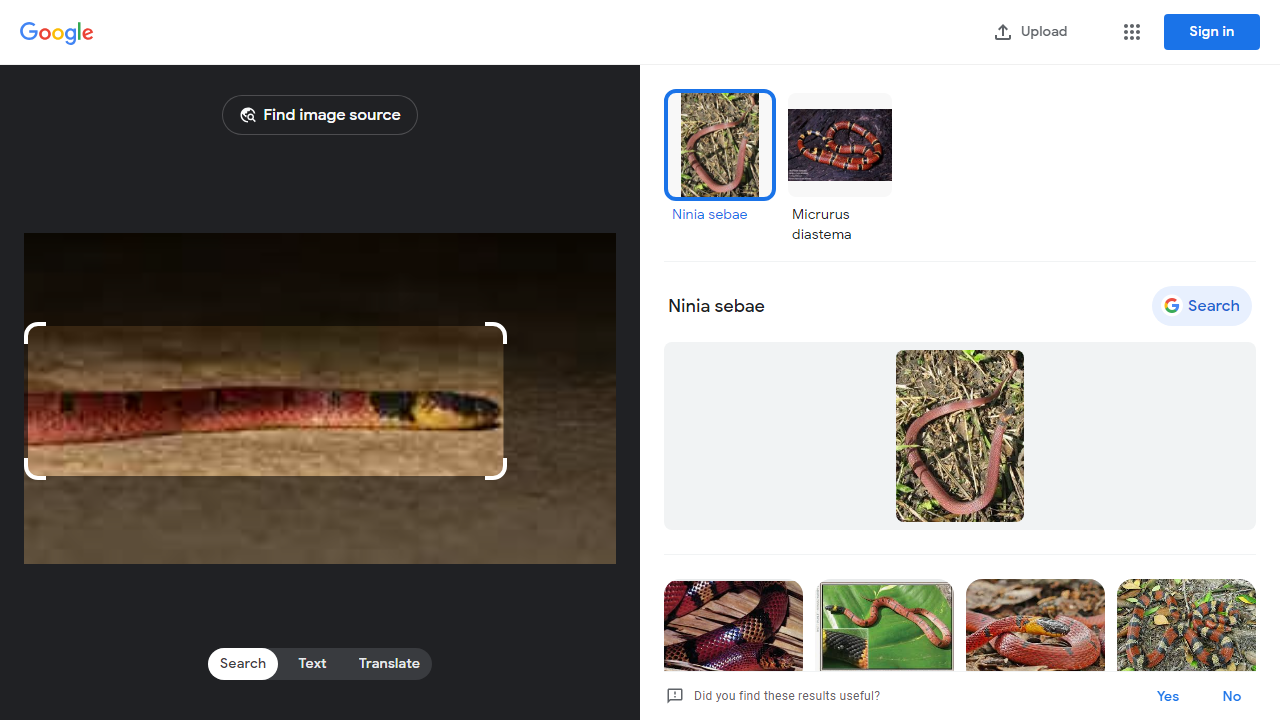 Google
Upload
Sign in
Find image source
Ninia sebae
Micrurus
diastema
Ninia sebae
Search
Search
Text
Translate
Did you find these results useful?
Yes
No